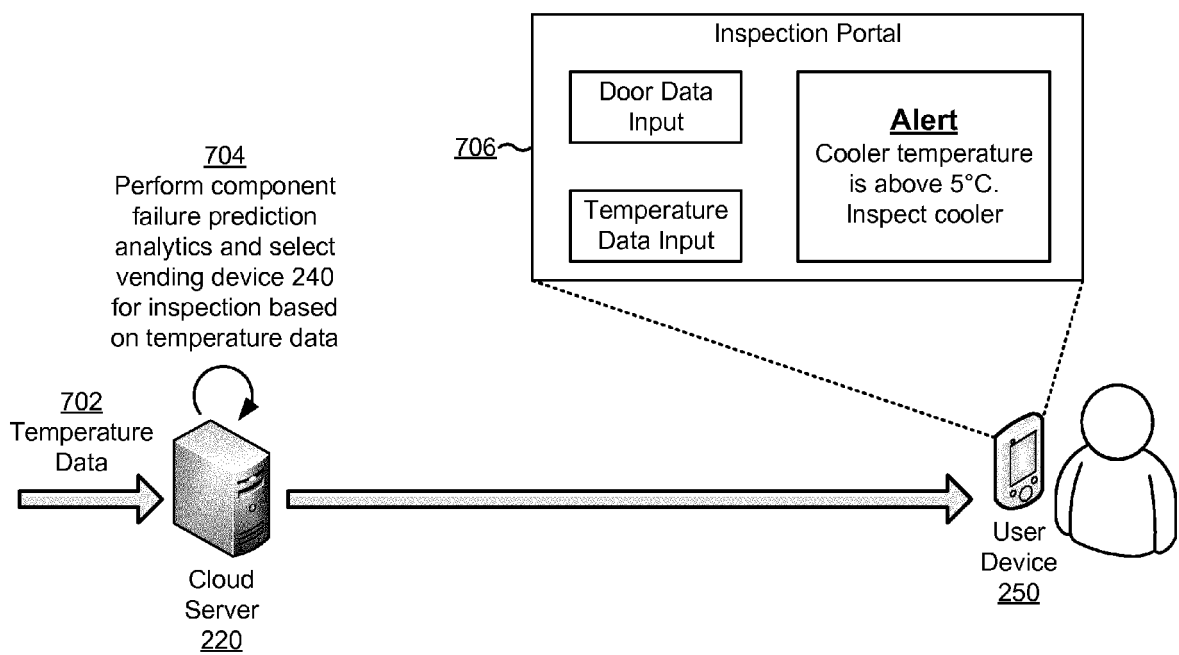 Inspection Portal
Door Data
Input
Temperature
Data Input
Alert
Cooler temperature
is above 5°C.
Inspect cooler
706
704
Perform component
failure prediction
analytics and select
vending device 240
for inspection based
on temperature data
702
Temperature
Data
Cloud
Server
220
User
Device
250